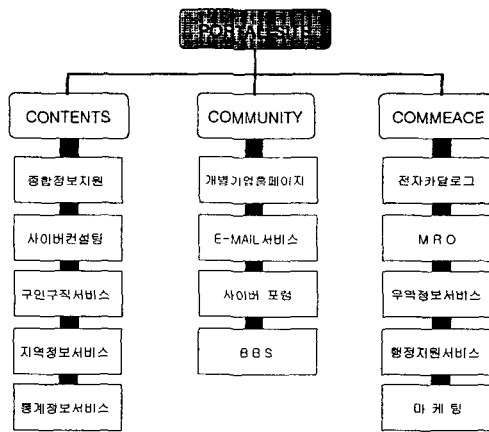 PORTAL SITE
CONTENTS
종합정보지원
사이버컨설팅
구인구직서비스
지역정보서비스
통계정보서비스
COMMUNITY
개별기업홈페이지
E-MAIL 서비스
사이버 포럼
BBS
COMMEACE
전자카달로그
MRO
무역정보서비스
행정지원서비스
마 케 팅